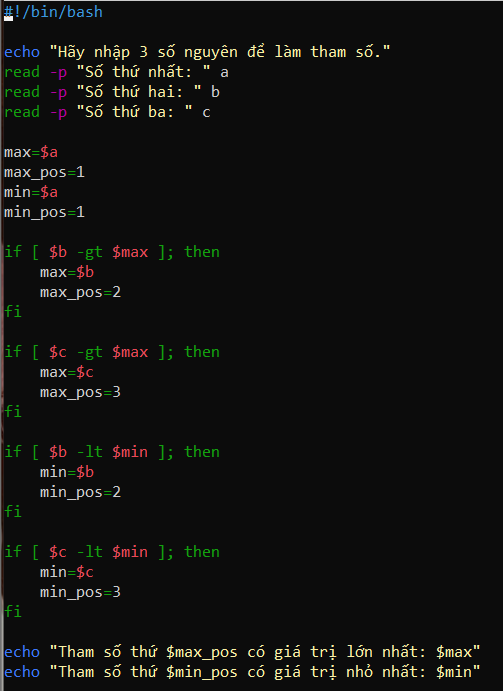 #!/bin/bash
echo "Hãy nhập 3 số nguyên để làm tham số."
read -p "Số thứ nhất: " a
read -p "Số thứ hai: " b
read -p "Số thứ ba: " c
max=$a
max_pos=1
min=$a
min_pos=1
if [ $b -gt $max ]; then
    max=$b
    max_pos=2
fi
if [ $c -gt $max ]; then
    max=$c
    max_pos=3
fi
if [ $b -lt $min ]; then
    min=$b
    min_pos=2
fi
if [ $c -lt $min ]; then
    min=$c
    min_pos=3
fi
echo "Tham số thứ $max_pos có giá trị lớn nhất: $max"
echo "Tham số thứ $min_pos có giá trị nhỏ nhất: $min"